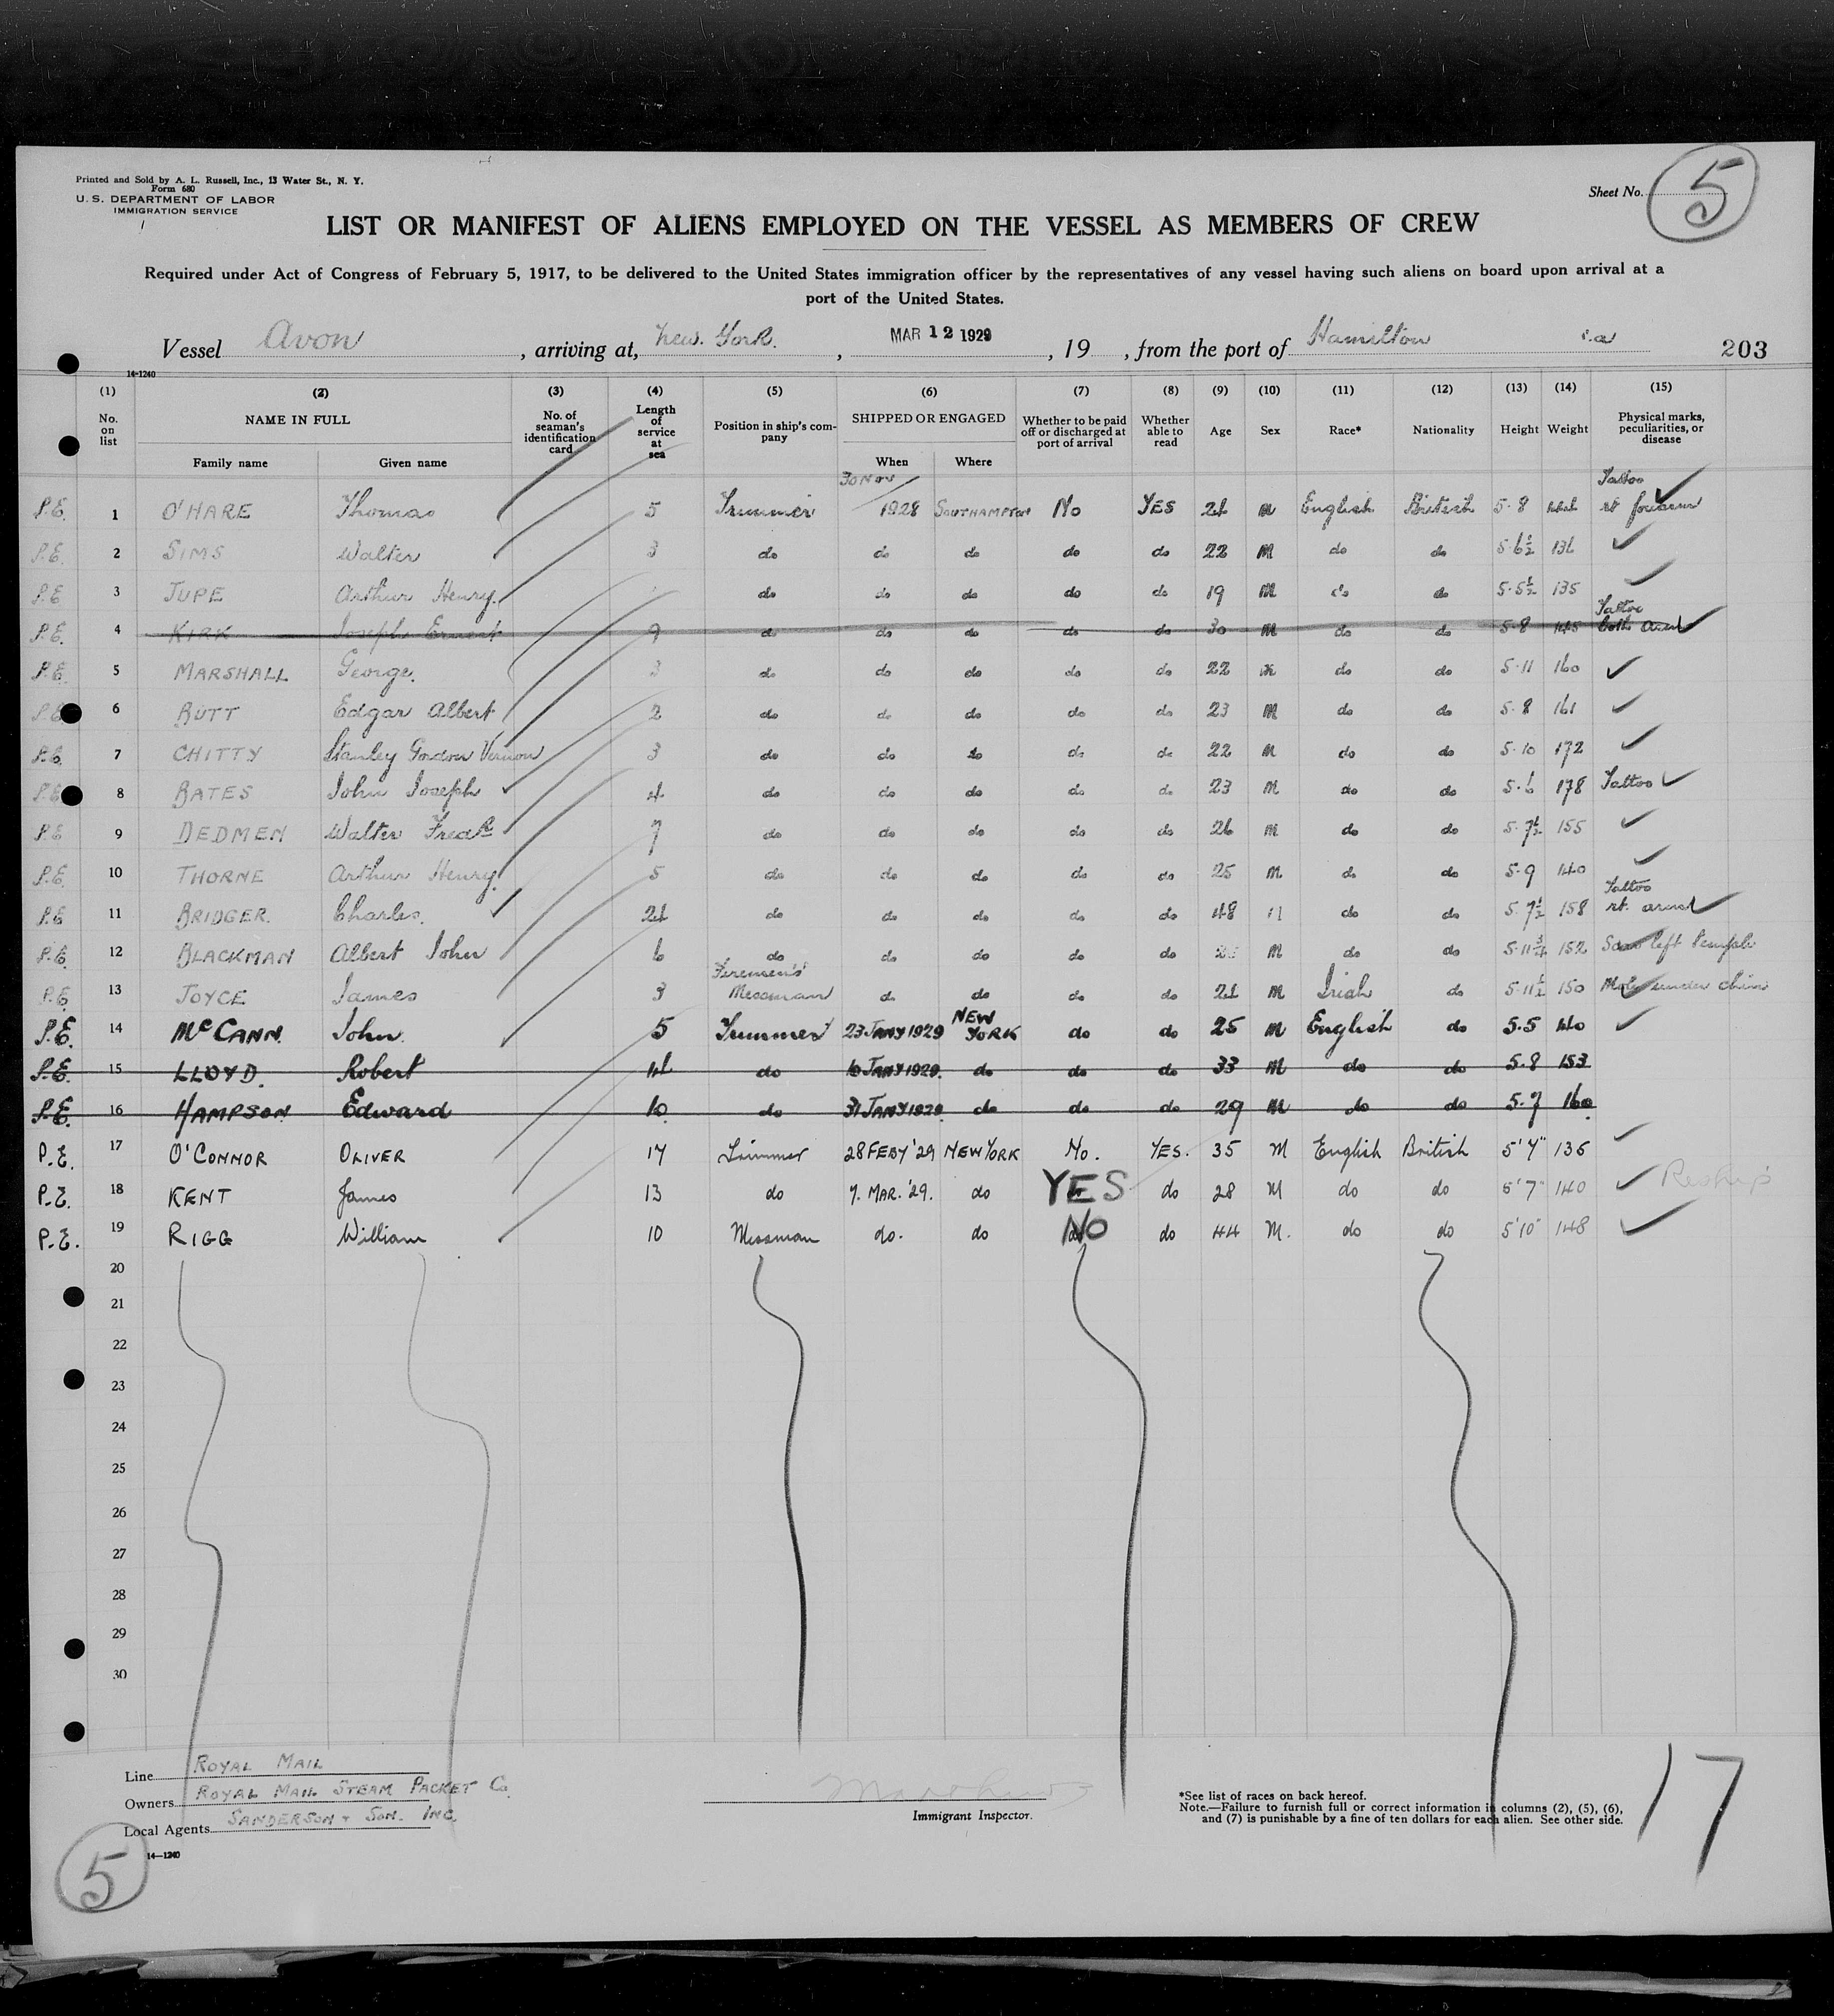 Printed and Sold by A. L. Russell, Inc., 13 Water St., N. Y.
Form 680
U. S. DEPARTMENT OF LABOR
IMMIGRATION SERVICE
Sheet No. 5
LIST OR MANIFEST OF ALIENS EMPLOYED ON THE VESSEL AS MEMBERS OF CREW
Required under Act of Congress of February 5, 1917, to be delivered to the United States immigration officer by the representatives of any vessel having such aliens on board upon arrival at a
port of the United States.
Vessel Avon, arriving at, New York, MAR 12 1929, 19 , from the port of Hamilton
203
14-1240
(1) (2) (3) (4) (5) (6) (7) (8) (9) (10) (11) (12) (13) (14) (15)
No. on list NAME IN FULL No. of seaman's identification card Length of service at sea Position in ship's company SHIPPED OR ENGAGED Whether to be paid off or discharged at port of arrival Whether able to read Age Sex Race* Nationality Height Weight Physical marks, peculiarities, or disease
Family name Given name When Where
P.E. 1 O'HARE Thomas 5 Trimmer 30 Nov 1928 SOUTHAMPTON No YES 21 M English British 5-8 Tattoo rt forearm
P.E. 2 SIMS Walter 3 do do do do do 22 M do do 5-6½ 136
P.E. 3 JUPE Arthur Henry do do do do do 19 M do do 5-5½ 135
P.E. 4 KIRK Joseph Ernest 9 do do do do do 30 M do do 5-8 145 Tattoo both arms
P.E. 5 MARSHALL George. 3 do do do do do 22 M do do 5-11 160
P.E. 6 BUTT Edgar Albert 2 do do do do do 23 M do do 5-8 161
P.E. 7 CHITTY Stanley Gordon Vernon 3 do do do do do 22 M do do 5-10 172
P.E. 8 BATES John Joseph 4 do do do do do 23 M do do 5-6 178 Tattoo
P.E. 9 DEDMEN Walter Fredk 7 do do do do do 26 M do do 5-7½ 155
P.E. 10 THORNE Arthur Henry 5 do do do do do 25 M do do 5-9 140
P.E. 11 BRIDGER. Charles. 24 do do do do do 48 M do do 5-7½ 158 Tattoo rt. arm
P.E. 12 BLACKMAN Albert John 6 do do do do do M do do 5-11¾ 152 Scar left temple
P.E. 13 JOYCE James 3 Firemen's Messman do do do do 21 M Irish do 5-11½ 150 Mole under chin
P.E. 14 McCANN. John. 5 Trimmer 23 JANY 1929 NEW YORK do do 25 M English do 5-5 140
P.E. 15 LLOYD. Robert 14 do 10 JANY 1929. do do do 33 M do do 5-8 153
P.E. 16 HAMPSON Edward 10 do 31 JANY 1929 do do do 29 M do do 5-7 160
P.E. 17 O'CONNOR OLIVER 17 Trimmer 28 FEBY '29 NEW YORK No. YES. 35 M English British 5'7" 135
P.E. 18 KENT James 13 do 7. MAR. '29. do YES do 28 M do do 5'7" 140 Reship
P.E. 19 RIGG William 10 Messman do. do NO do 44 M. do do 5'10" 148
20
21
22
23
24
25
26
27
28
29
30
Line ROYAL MAIL
Owners ROYAL MAIL STEAM PACKET Co.
Local Agents SANDERSON & SON. INC.
Immigrant Inspector.
*See list of races on back hereof.
Note.—Failure to furnish full or correct information in columns (2), (5), (6),
and (7) is punishable by a fine of ten dollars for each alien. See other side.
17
14—1240
5